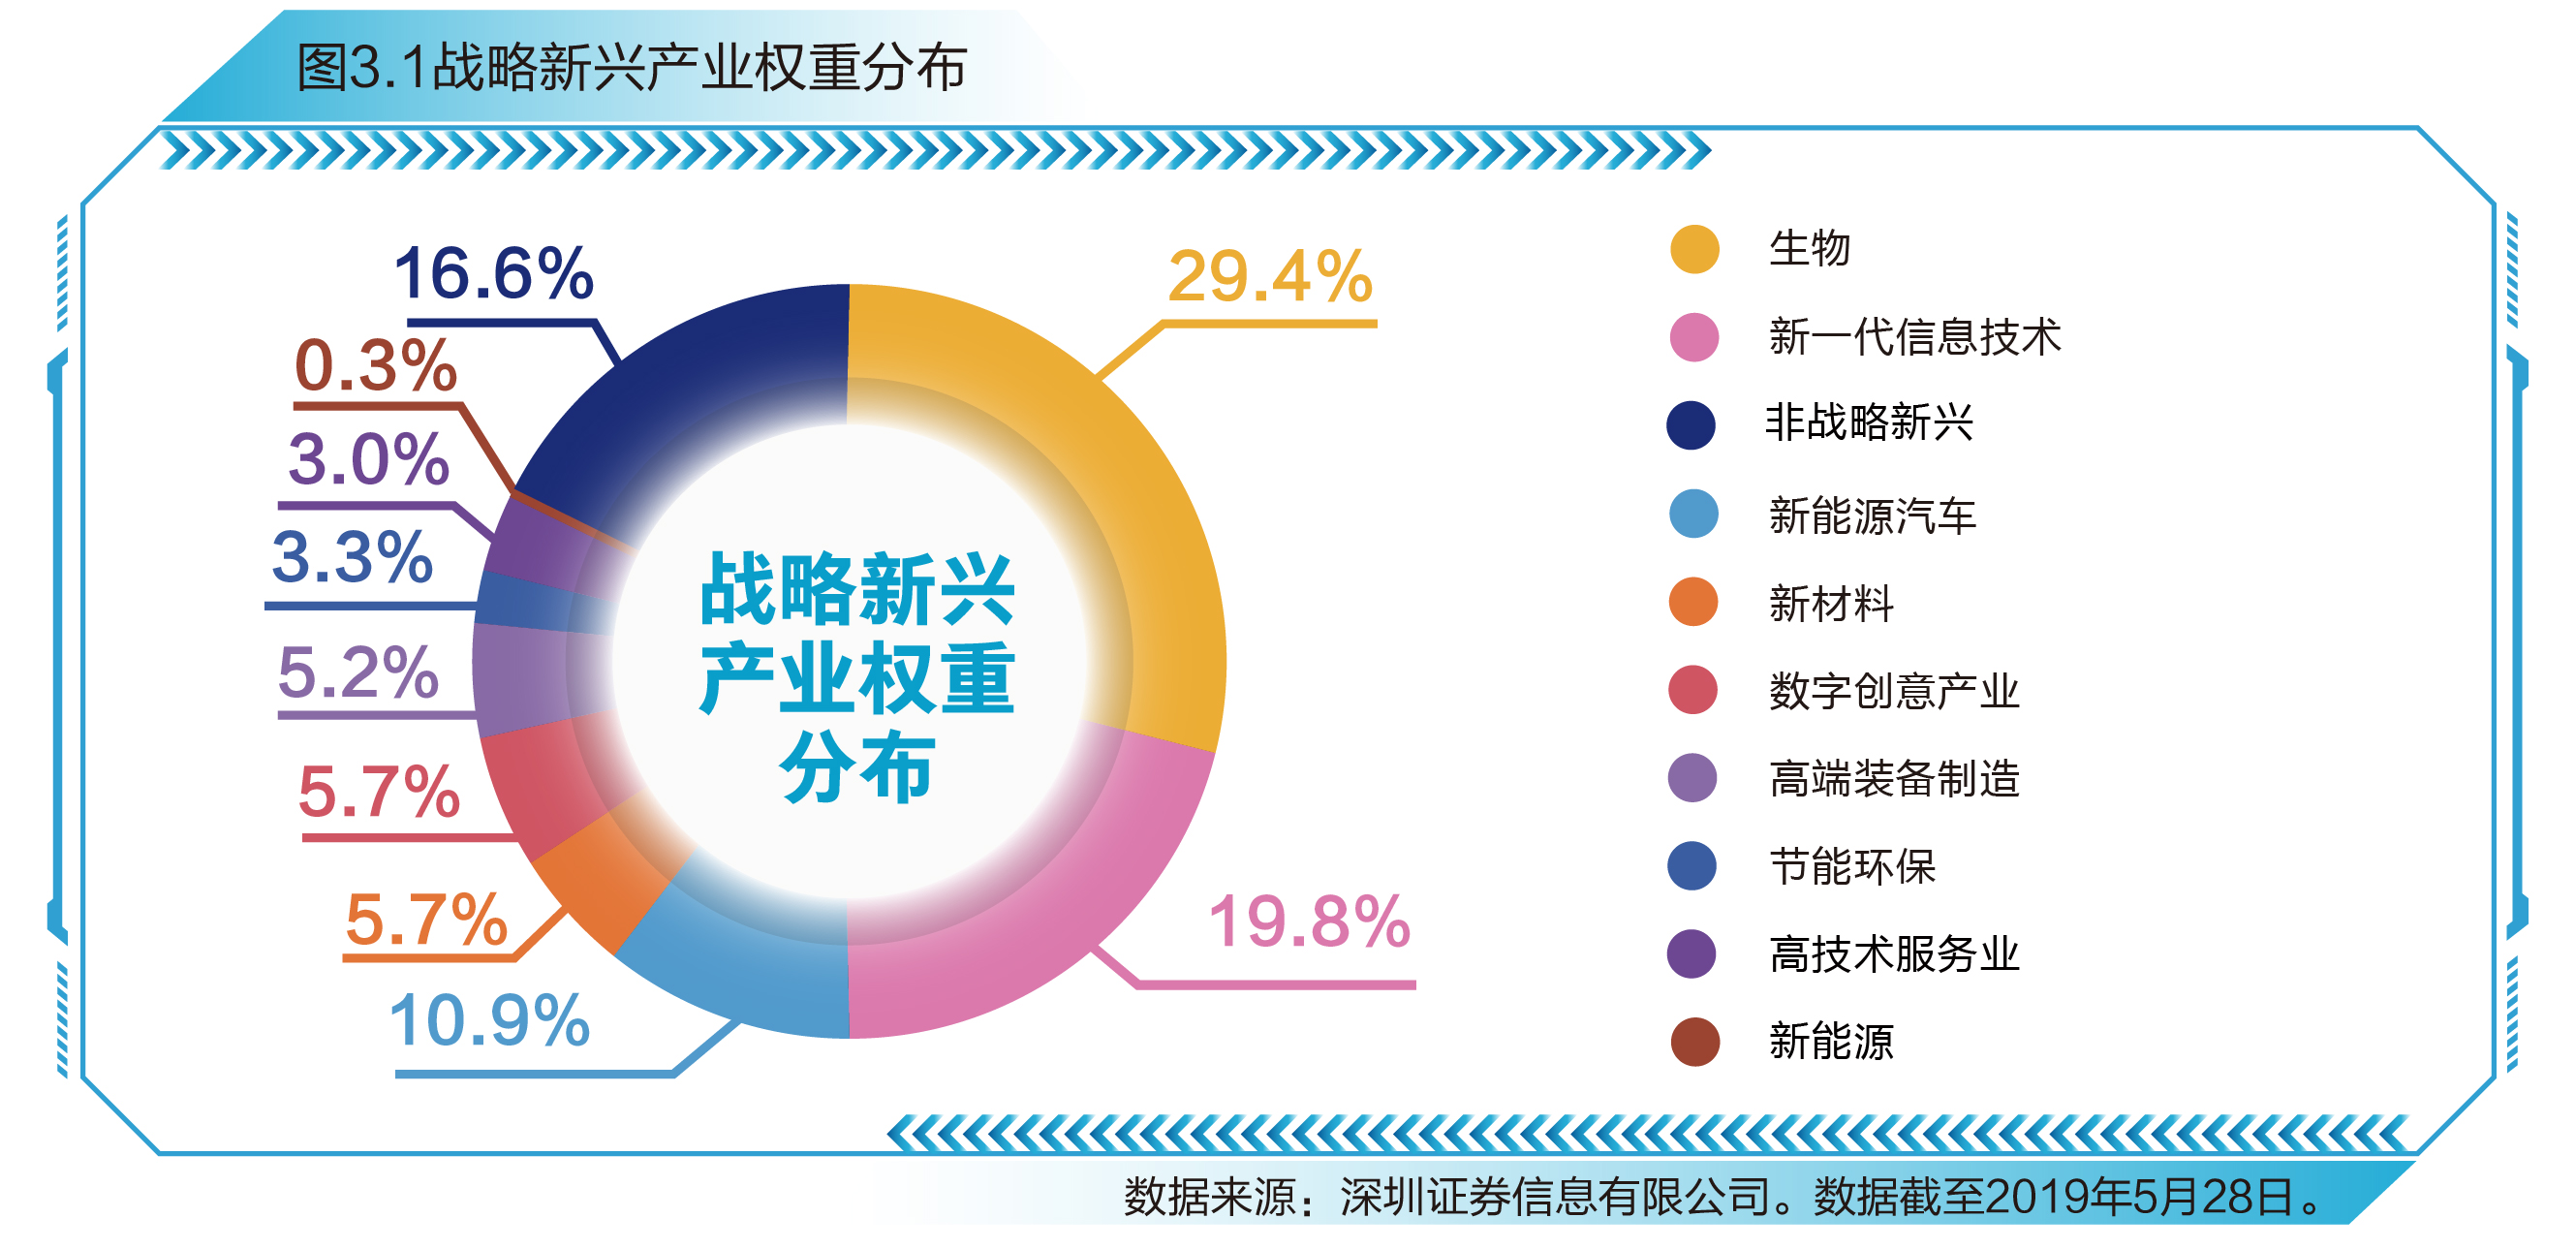 图3.1战略新兴产业权重分布
16.6%
29.4%
0.3%
3.0%
3.3%
5.2%
5.7%
5.7%
10.9%
19.8%
战略新兴
产业权重
分布
生物
新一代信息技术
非战略新兴
新能源汽车
新材料
数字创意产业
高端装备制造
节能环保
高技术服务业
新能源
数据来源：深圳证券信息有限公司。数据截至2019年5月28日。